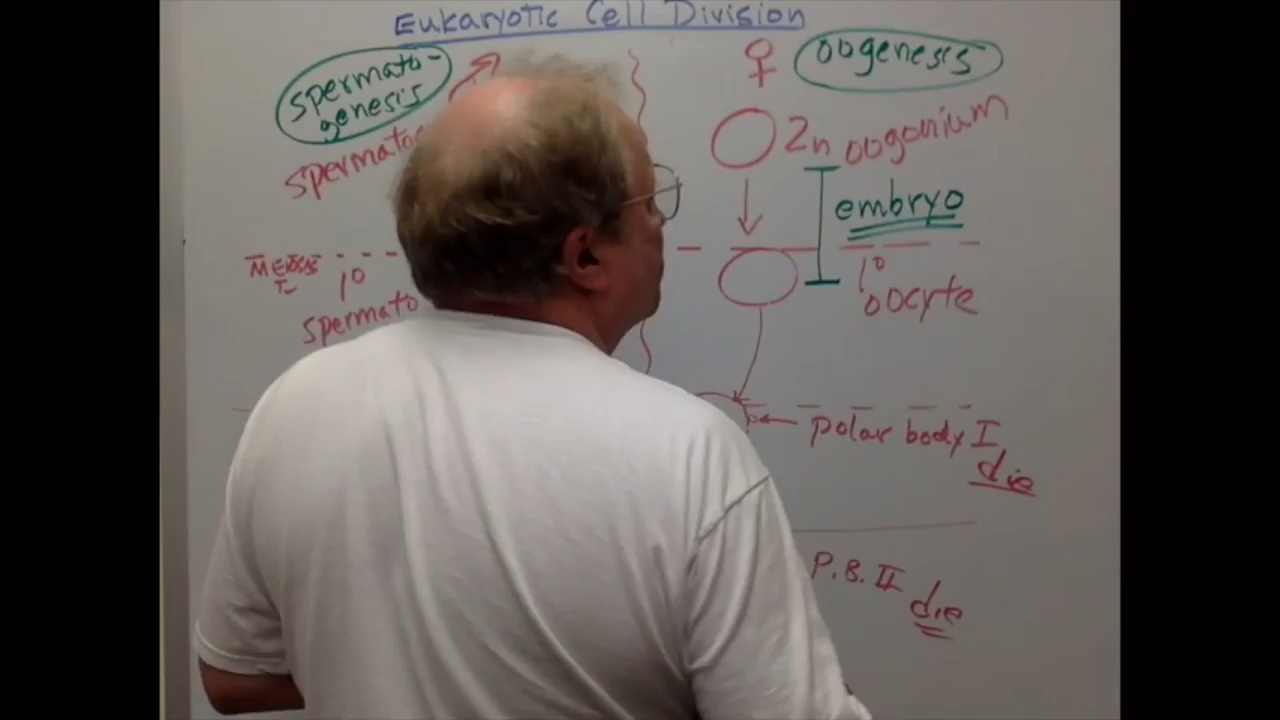 Eukaryotic Cell Division
spermato-
genesis
♀ oogenesis
2n oogonium
embryo
MEIOSIS 1°
I
spermato
1°
oocyte
polar body I
die
P.B. II
die